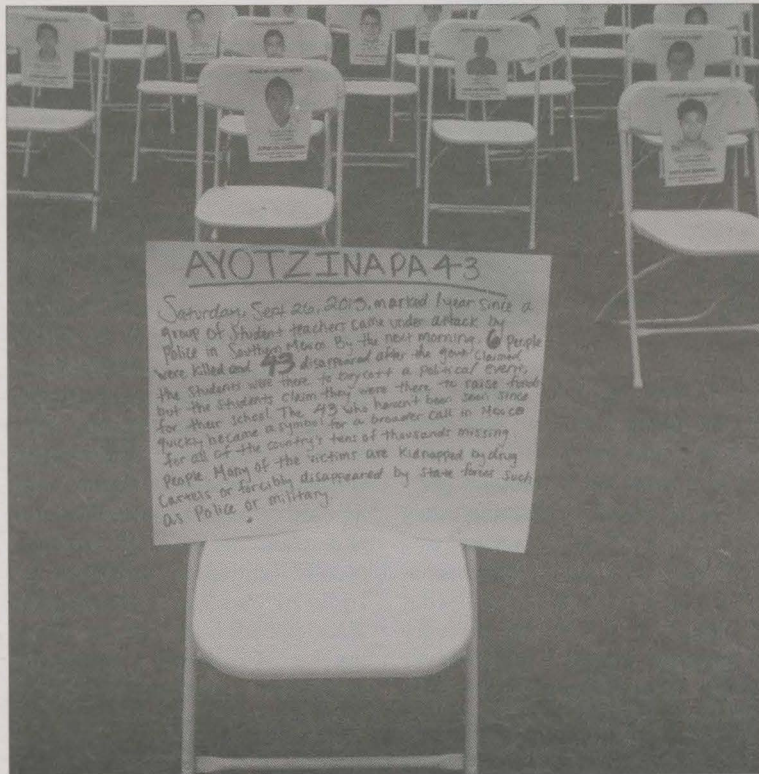 AYOTZINAPA 43
Saturday, Sept 26, 2015, marked 1 year since a
group of Student teachers came under attack by
Police in Southern Mexico By the next morning, 6 People
were killed and 43 disappeared after the govt claimed
the Students were there to boycott a political event,
but the students claim they were there to raise funds
for their school. The 43 who haven't been seen since
quickly became a symbol for a broader call in Mexico
for all of the country's tens of thousands missing
People. Many of the victims are kidnapped by drug
Cartels or forcibly disappeared by state forces such
as Police or military.